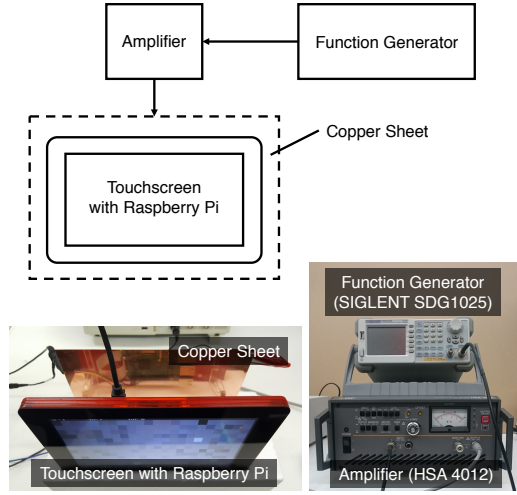 Amplifier
Function Generator
Copper Sheet
Touchscreen
with Raspberry Pi
Copper Sheet
Touchscreen with Raspberry Pi
Function Generator
(SIGLENT SDG1025)
Amplifier (HSA 4012)